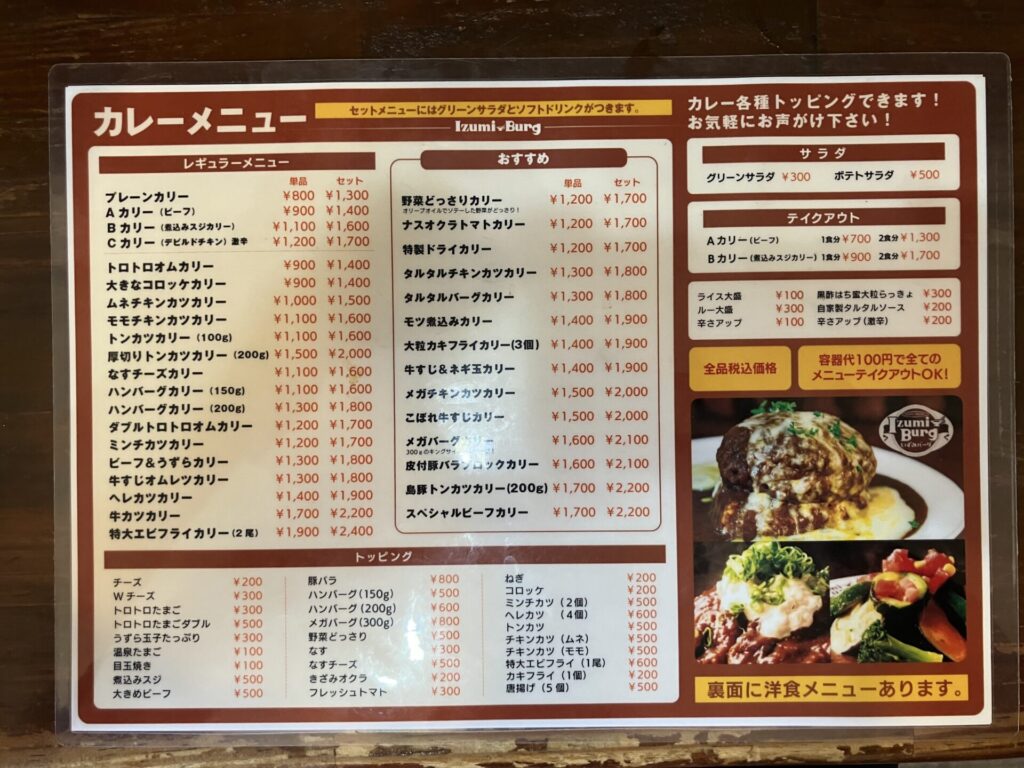 カレーメニュー
セットメニューにはグリーンサラダとソフトドリンクがつきます。
Izumi Burg
レギュラーメニュー
単品 セット
プレーンカリー ¥800 ¥1,300
Aカリー（ビーフ） ¥900 ¥1,400
Bカリー（煮込みスジカリー） ¥1,100 ¥1,600
Cカリー（デビルドチキン）激辛 ¥1,200 ¥1,700
トロトロオムカリー ¥900 ¥1,400
大きなコロッケカリー ¥900 ¥1,400
ムネチキンカツカリー ¥1,000 ¥1,500
モモチキンカツカリー ¥1,100 ¥1,600
トンカツカリー（100g） ¥1,100 ¥1,600
厚切りトンカツカリー（200g） ¥1,500 ¥2,000
なすチーズカリー ¥1,100 ¥1,600
ハンバーグカリー（150g） ¥1,100 ¥1,600
ハンバーグカリー（200g） ¥1,300 ¥1,800
ダブルトロトロオムカリー ¥1,200 ¥1,700
ミンチカツカリー ¥1,200 ¥1,700
ビーフ＆うずらカリー ¥1,300 ¥1,800
牛すじオムレツカリー ¥1,300 ¥1,800
ヘレカツカリー ¥1,400 ¥1,900
牛カツカリー ¥1,700 ¥2,200
特大エビフライカリー（2尾） ¥1,900 ¥2,400
おすすめ
単品 セット
野菜どっさりカリー ¥1,200 ¥1,700
オリーブオイルでソテーした野菜がどっさり！
ナスオクラトマトカリー ¥1,200 ¥1,700
特製ドライカリー ¥1,200 ¥1,700
タルタルチキンカツカリー ¥1,300 ¥1,800
タルタルバーグカリー ¥1,300 ¥1,800
モツ煮込みカリー ¥1,400 ¥1,900
大粒カキフライカリー(3個) ¥1,400 ¥1,900
牛すじ＆ネギ玉カリー ¥1,400 ¥1,900
メガチキンカツカリー ¥1,500 ¥2,000
こぼれ牛すじカリー ¥1,500 ¥2,000
メガバーグカリー ¥1,600 ¥2,100
300gのキングサイズ
皮付豚バラブロックカリー ¥1,600 ¥2,100
島豚トンカツカリー(200g) ¥1,700 ¥2,200
スペシャルビーフカリー ¥1,700 ¥2,200
トッピング
チーズ ¥200
Wチーズ ¥300
トロトロたまご ¥300
トロトロたまごダブル ¥500
うずら玉子たっぷり ¥300
温泉たまご ¥100
目玉焼き ¥100
煮込みスジ ¥500
大きめビーフ ¥500
豚バラ ¥800
ハンバーグ(150g) ¥500
ハンバーグ(200g) ¥600
メガバーグ(300g) ¥800
野菜どっさり ¥500
なす ¥300
なすチーズ ¥500
きざみオクラ ¥200
フレッシュトマト ¥300
ねぎ ¥200
コロッケ ¥200
ミンチカツ（2個） ¥500
ヘレカツ （4個） ¥600
トンカツ ¥500
チキンカツ（ムネ） ¥500
チキンカツ（モモ） ¥500
特大エビフライ（1尾） ¥600
カキフライ（1個） ¥200
唐揚げ（5個） ¥500
カレー各種トッピングできます！
お気軽にお声がけ下さい！
サラダ
グリーンサラダ ¥300 ポテトサラダ ¥500
テイクアウト
Aカリー（ビーフ） 1食分 ¥700 2食分 ¥1,300
Bカリー（煮込みスジカリー） 1食分 ¥900 2食分 ¥1,700
ライス大盛 ¥100 黒酢はち蜜大粒らっきょ ¥300
ルー大盛 ¥300 自家製タルタルソース ¥200
辛さアップ ¥100 辛さアップ（激辛） ¥200
全品税込価格
容器代100円で全ての
メニューテイクアウトOK！
Izumi
Burg
いずみバーグ
裏面に洋食メニューあります。